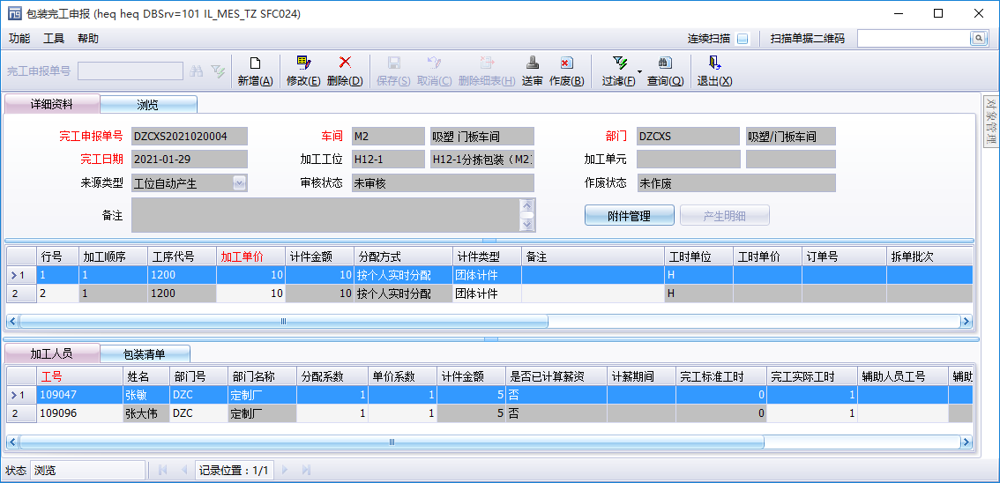 包装完工申报 (heq heq DBSrv=101 IL_MES_TZ SFC024)
功能 工具 帮助 连续扫描 扫描单据二维码
完工申报单号 新增(A) 修改(E) 删除(D) 保存(S) 取消(C) 删除细表(H) 送审 作废(B) 过滤(F) 查询(Q) 退出(X)
详细资料 浏览
对象管理
完工申报单号 DZCXS2021020004 车间 M2 吸塑 门板车间 部门 DZCXS 吸塑/门板车间
完工日期 2021-01-29 加工工位 H12-1 H12-1分拣包装（M2） 加工单元
来源类型 工位自动产生 审核状态 未审核 作废状态 未作废
备注 附件管理 产生明细
行号 加工顺序 工序代号 加工单价 计件金额 分配方式 计件类型 备注 工时单位 工时单价 订单号 拆单批次
>1 1 1 1200 10 10 按个人实时分配 团体计件 H
2 2 1 1200 10 10 按个人实时分配 团体计件 H
加工人员 包装清单
工号 姓名 部门号 部门名称 分配系数 单价系数 计件金额 是否已计算薪资 计薪期间 完工标准工时 完工实际工时 辅助人员工号 辅助
>1 109047 张敏 DZC 定制厂 1 1 5 否 0 1
2 109096 张大伟 DZC 定制厂 1 1 5 否 0 1
状态 浏览 记录位置：1/1